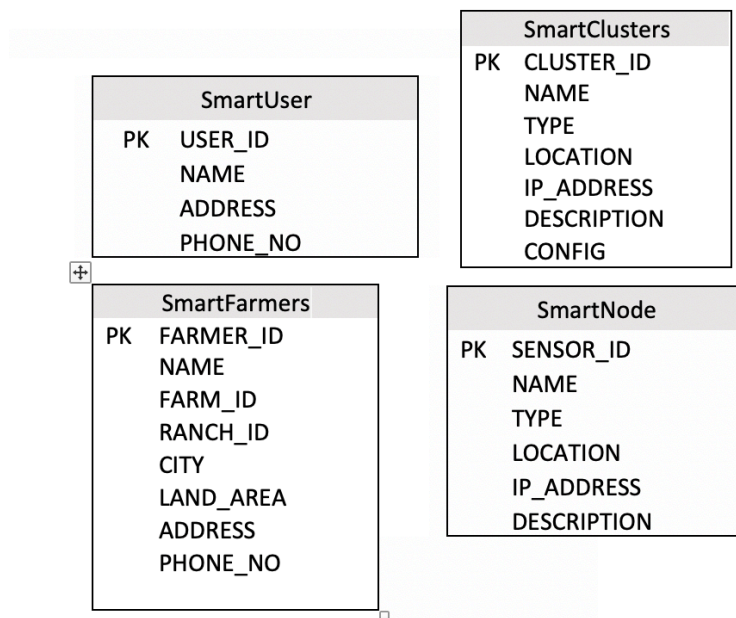 SmartUser
PK USER_ID
NAME
ADDRESS
PHONE_NO
SmartClusters
PK CLUSTER_ID
NAME
TYPE
LOCATION
IP_ADDRESS
DESCRIPTION
CONFIG
SmartFarmers
PK FARMER_ID
NAME
FARM_ID
RANCH_ID
CITY
LAND_AREA
ADDRESS
PHONE_NO
SmartNode
PK SENSOR_ID
NAME
TYPE
LOCATION
IP_ADDRESS
DESCRIPTION